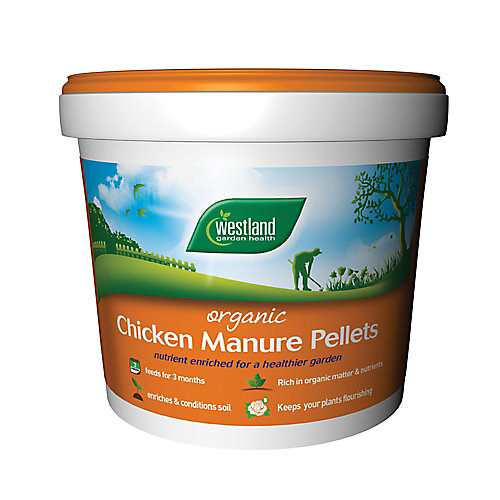 Westland
garden health
organic
Chicken Manure Pellets
nutrient enriched for a healthier garden
feeds for 3 months
Rich in organic matter & nutrients
enriches & conditions soil
Keeps your plants flourishing